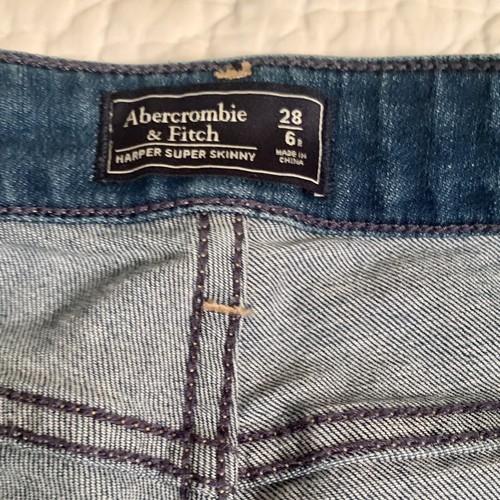 Abercrombie
& Fitch
HARPER SUPER SKINNY
28
6 R
MADE IN
CHINA